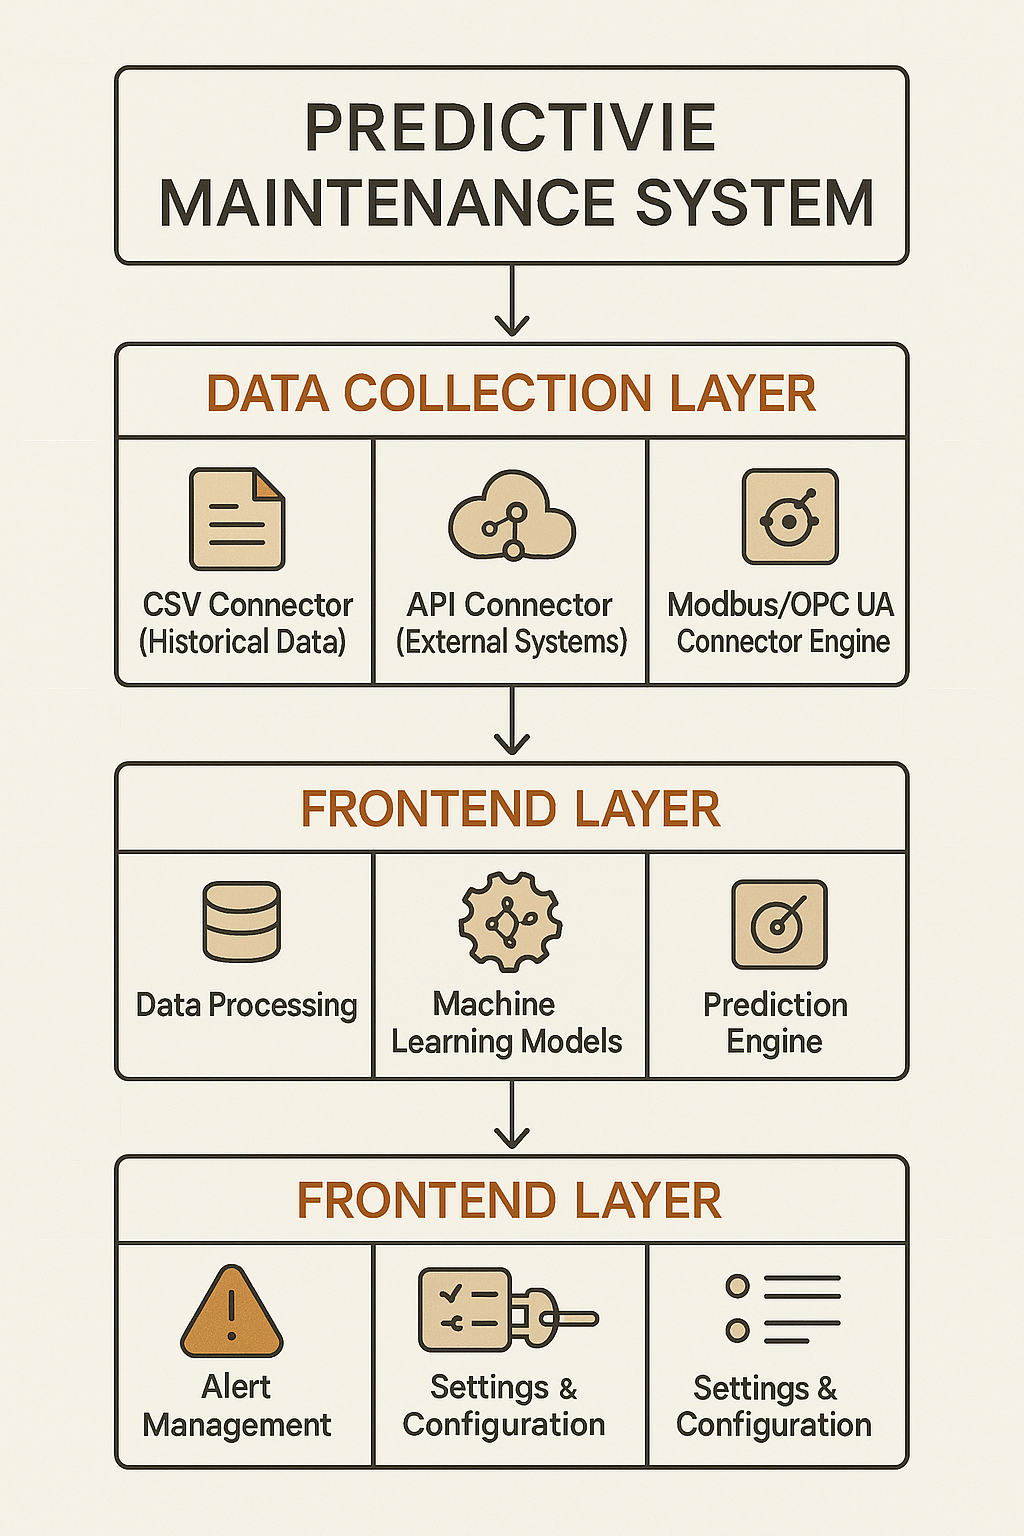 PREDICTIVIE
MAINTENANCE SYSTEM
DATA COLLECTION LAYER
CSV Connector
(Historical Data)
API Connector
(External Systems)
Modbus/OPC UA
Connector Engine
FRONTEND LAYER
Data Processing
Machine
Learning Models
Prediction
Engine
FRONTEND LAYER
Alert
Management
Settings &
Configuration
Settings &
Configuration